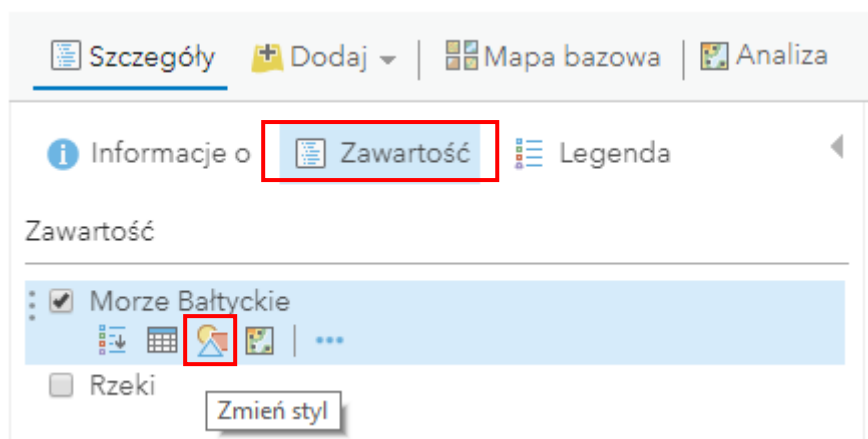 Szczegóły Dodaj Mapa bazowa Analiza
Informacje o Zawartość Legenda
Zawartość
Morze Bałtyckie
Rzeki
Zmień styl